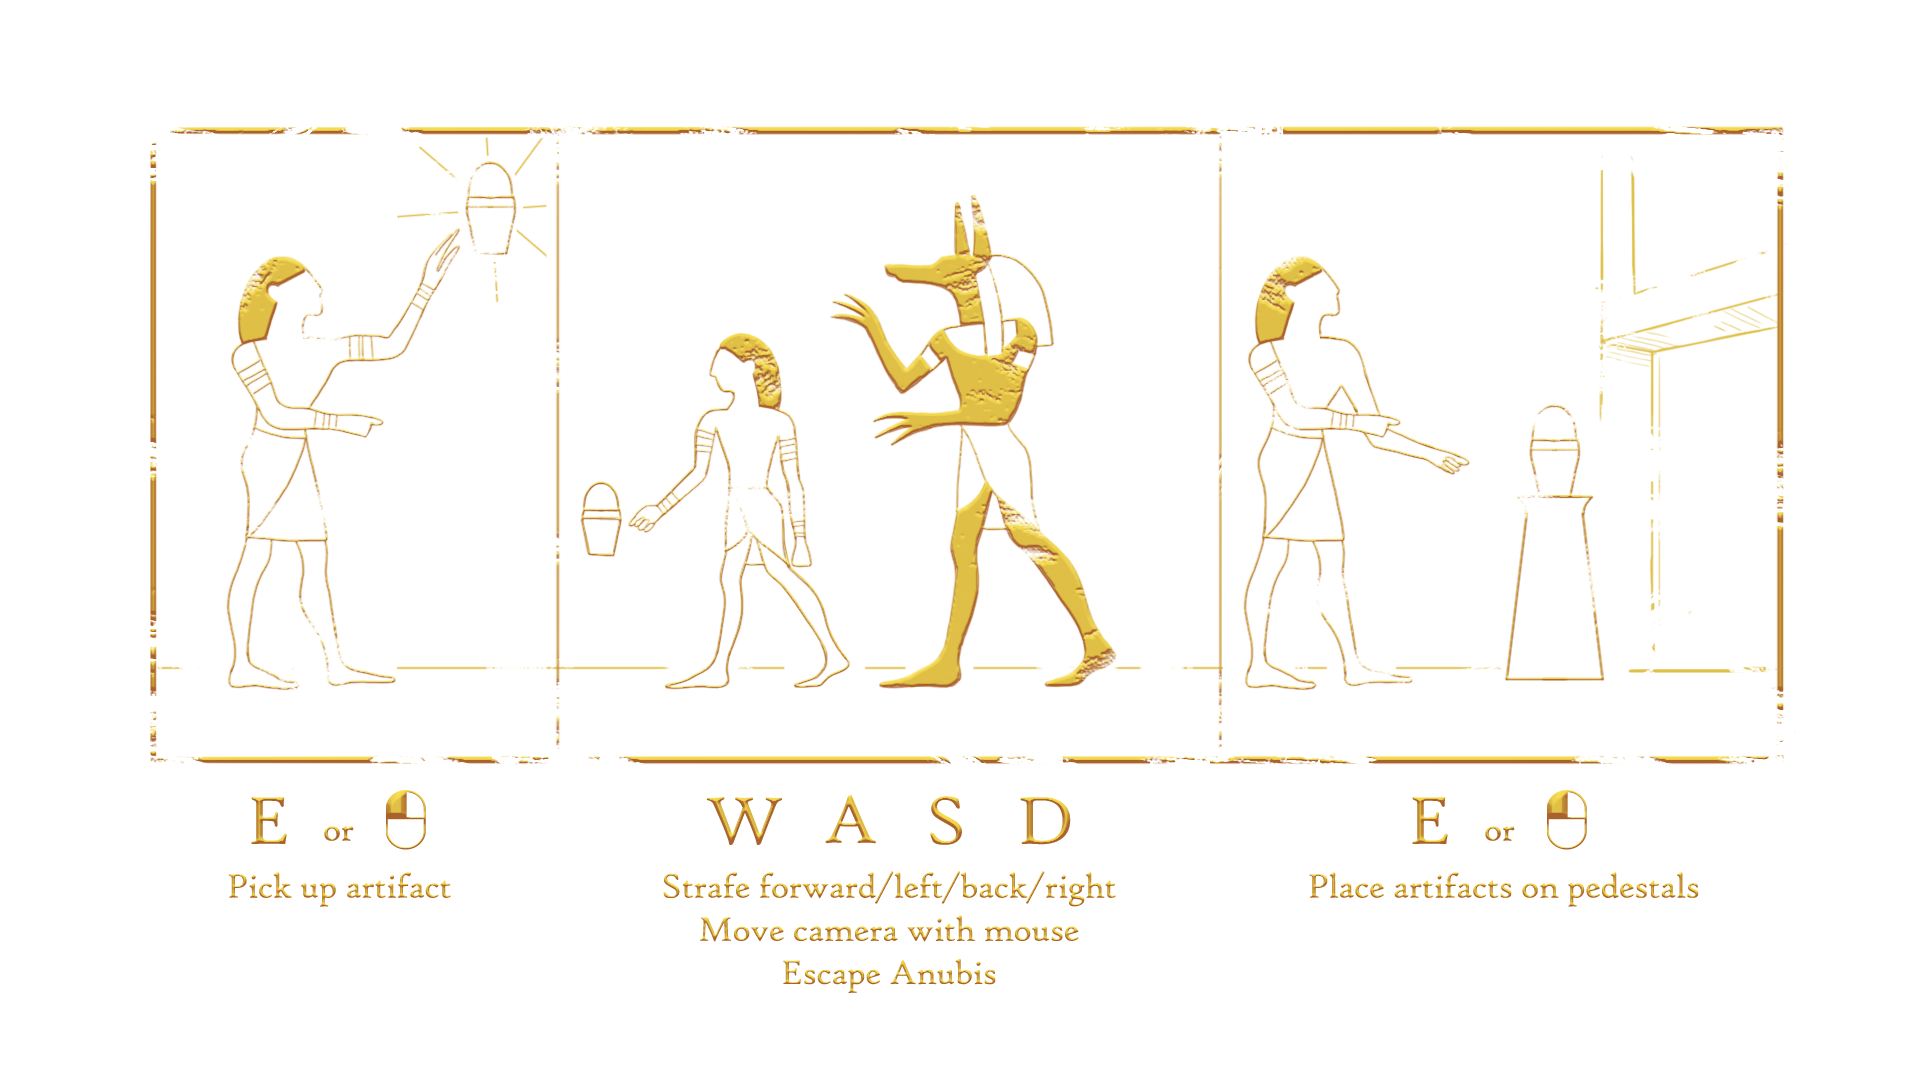 E or
Pick up artifact
W A S D
Strafe forward/left/back/right
Move camera with mouse
Escape Anubis
E or
Place artifacts on pedestals